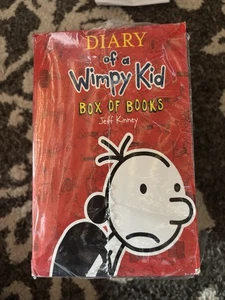 DIARY
of a
Wimpy Kid
BOX OF BOOKS
Jeff Kinney